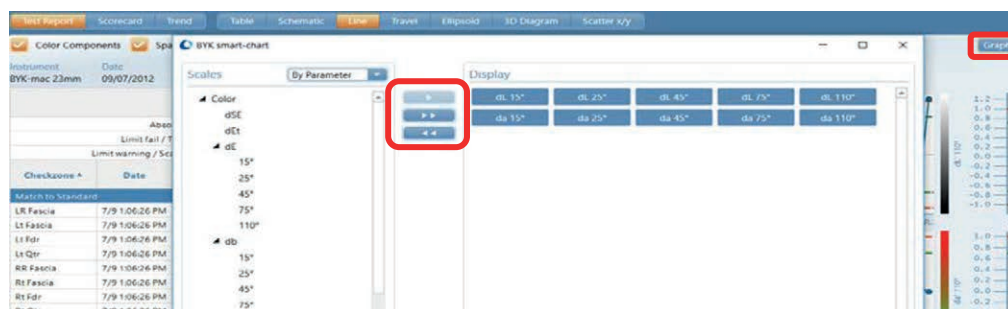 Test Report Scorecard Trend Table Schematic Line Travel Ellipsoid 3D Diagram Scatter x/y
Color Components Spa
BYK smart-chart
Graph
Instrument Date
BYK-mac 23mm 09/07/2012
Scales By Parameter
Display
Color
dSE
dEt
dE
15°
25°
45°
75°
110°
db
15°
25°
45°
75°
dL 15° dL 25° dL 45° dL 75° dL 110°
da 15° da 25° da 45° da 75° da 110°
Abso
Limit fail / T
Limit warning / Sca
Checkzone Date
Match to Standard
LR Fascia 7/9 1:06:26 PM
Lt Fascia 7/9 1:06:26 PM
Lt Fdr 7/9 1:06:26 PM
Lt Qtr 7/9 1:06:26 PM
RR Fascia 7/9 1:06:26 PM
Rt Fascia 7/9 1:06:26 PM
Rt Fdr 7/9 1:06:26 PM
dL 110°
1.2
1.0
0.8
0.6
0.4
0.2
0.0
-0.2
-0.4
-0.6
-0.8
-1.0
da 110°
1.0
0.8
0.6
0.4
0.2
0.0
-0.2